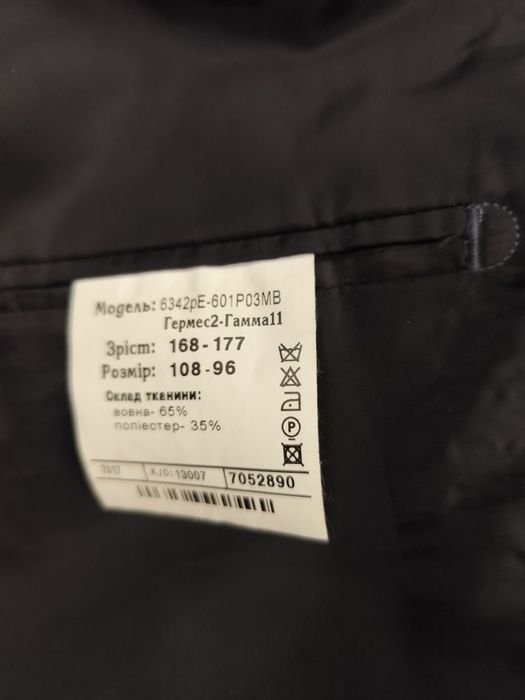 Модель: 6342рЕ-601Р03МВ
Гермес2-Гамма11
Зріст: 168-177
Розмір: 108-96
Склад тканини:
вовна- 65%
поліестер- 35%
P
7017 К/О:13007 7052890